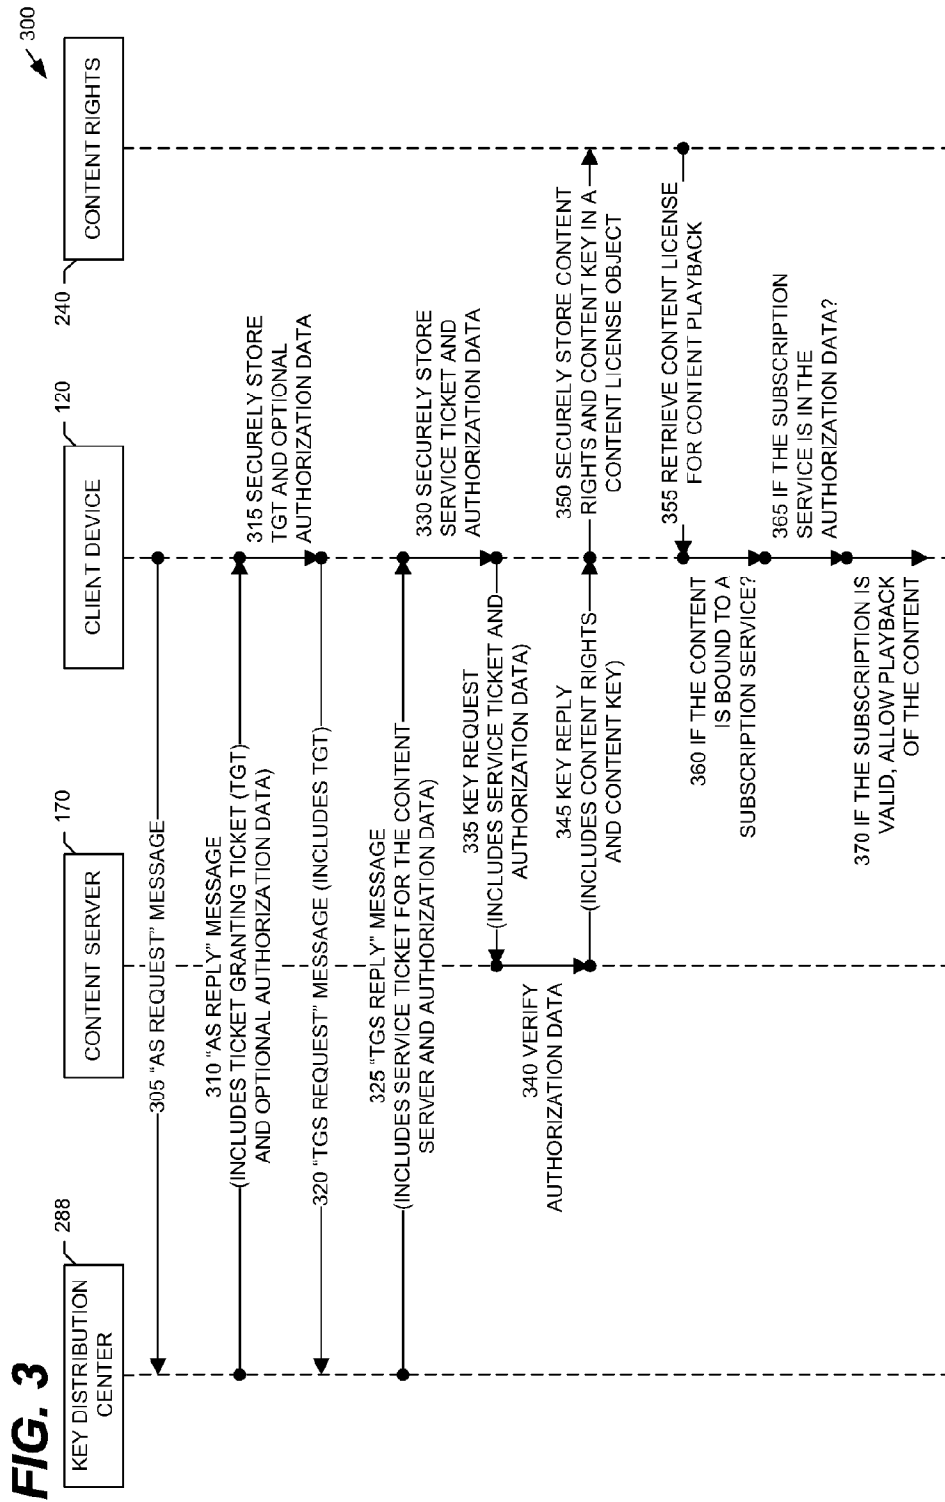 FIG. 3
300
KEY DISTRIBUTION
CENTER
288
CONTENT SERVER
170
CLIENT DEVICE
120
CONTENT RIGHTS
240
305 “AS REQUEST” MESSAGE
310 “AS REPLY” MESSAGE
(INCLUDES TICKET GRANTING TICKET (TGT)
AND OPTIONAL AUTHORIZATION DATA)
315 SECURELY STORE
TGT AND OPTIONAL
AUTHORIZATION DATA
320 “TGS REQUEST” MESSAGE (INCLUDES TGT)
325 “TGS REPLY” MESSAGE
(INCLUDES SERVICE TICKET FOR THE CONTENT
SERVER AND AUTHORIZATION DATA)
330 SECURELY STORE
SERVICE TICKET AND
AUTHORIZATION DATA
335 KEY REQUEST
(INCLUDES SERVICE TICKET AND
AUTHORIZATION DATA)
340 VERIFY
AUTHORIZATION DATA
345 KEY REPLY
(INCLUDES CONTENT RIGHTS
AND CONTENT KEY)
350 SECURELY STORE CONTENT
RIGHTS AND CONTENT KEY IN A
CONTENT LICENSE OBJECT
355 RETRIEVE CONTENT LICENSE
FOR CONTENT PLAYBACK
360 IF THE CONTENT
IS BOUND TO A
SUBSCRIPTION SERVICE?
365 IF THE SUBSCRIPTION
SERVICE IS IN THE
AUTHORIZATION DATA?
370 IF THE SUBSCRIPTION IS
VALID, ALLOW PLAYBACK
OF THE CONTENT